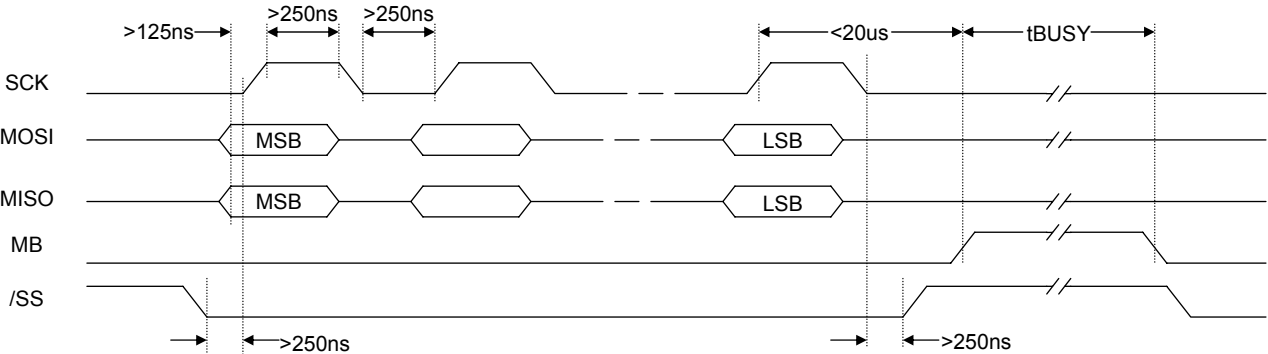 >250ns >250ns
>125ns <20us tBUSY
SCK
MOSI MSB LSB
MISO MSB LSB
MB
/SS
>250ns >250ns